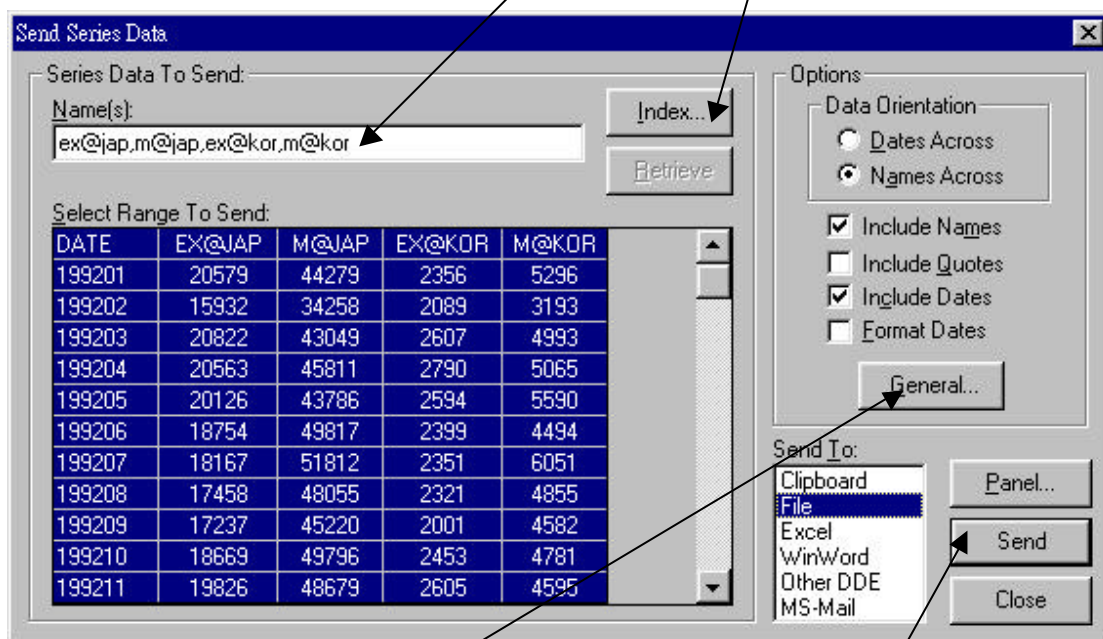 Send Series Data
Series Data To Send:
Name(s):
ex@jap,m@jap,ex@kor,m@kor
Index...
Retrieve
Select Range To Send:
DATE EX@JAP M@JAP EX@KOR M@KOR
199201 20579 44279 2356 5296
199202 15932 34258 2089 3193
199203 20822 43049 2607 4993
199204 20563 45811 2790 5065
199205 20126 43786 2594 5590
199206 18754 49817 2399 4494
199207 18167 51812 2351 6051
199208 17458 48055 2321 4855
199209 17237 45220 2001 4582
199210 18669 49796 2453 4781
199211 19826 48679 2605 4595
Options
Data Orientation
Dates Across
Names Across
Include Names
Include Quotes
Include Dates
Format Dates
General...
Send To:
Clipboard
File
Excel
WinWord
Other DDE
MS-Mail
Panel...
Send
Close